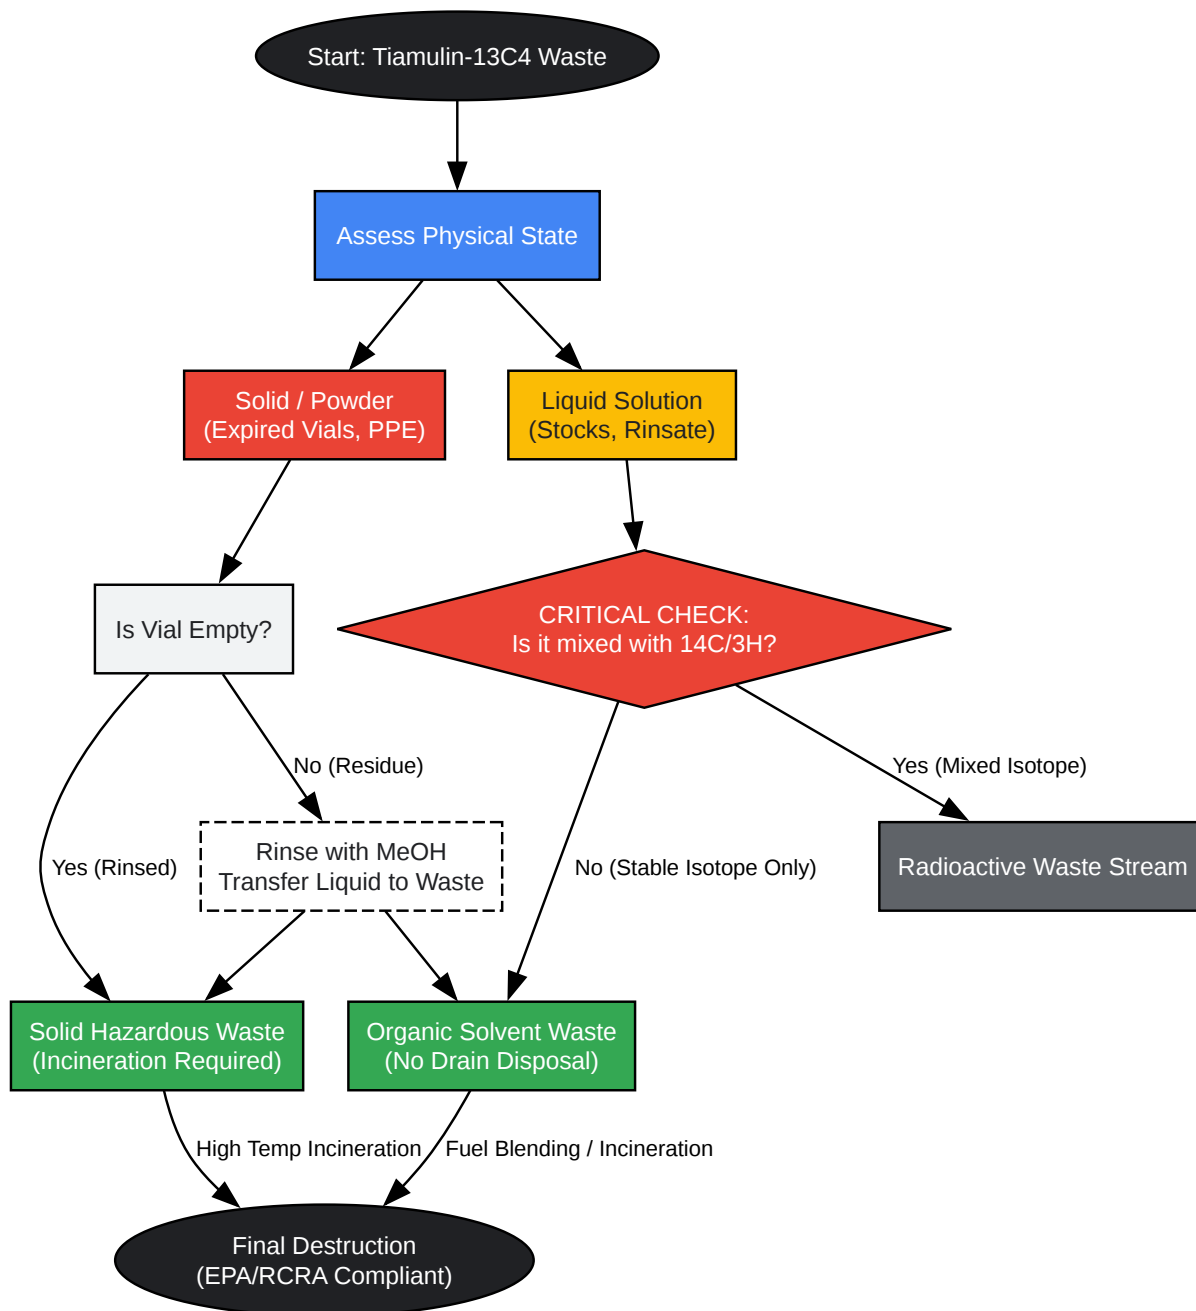 Start: Tiamulin-13C4 Waste
Assess Physical State
Solid / Powder
(Expired Vials, PPE)
Liquid Solution
(Stocks, Rinsate)
Is Vial Empty?
CRITICAL CHECK:
Is it mixed with 14C/3H?
No (Residue)
Yes (Mixed Isotope)
Yes (Rinsed)
Rinse with MeOH
Transfer Liquid to Waste
No (Stable Isotope Only)
Radioactive Waste Stream
Solid Hazardous Waste
(Incineration Required)
Organic Solvent Waste
(No Drain Disposal)
High Temp Incineration
Fuel Blending / Incineration
Final Destruction
(EPA/RCRA Compliant)